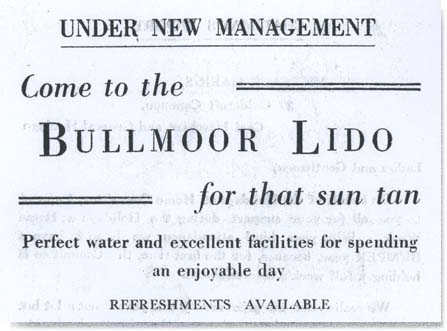 UNDER NEW MANAGEMENT
Come to the
BULLMOOR LIDO
for that sun tan
Perfect water and excellent facilities for spending
an enjoyable day
REFRESHMENTS AVAILABLE